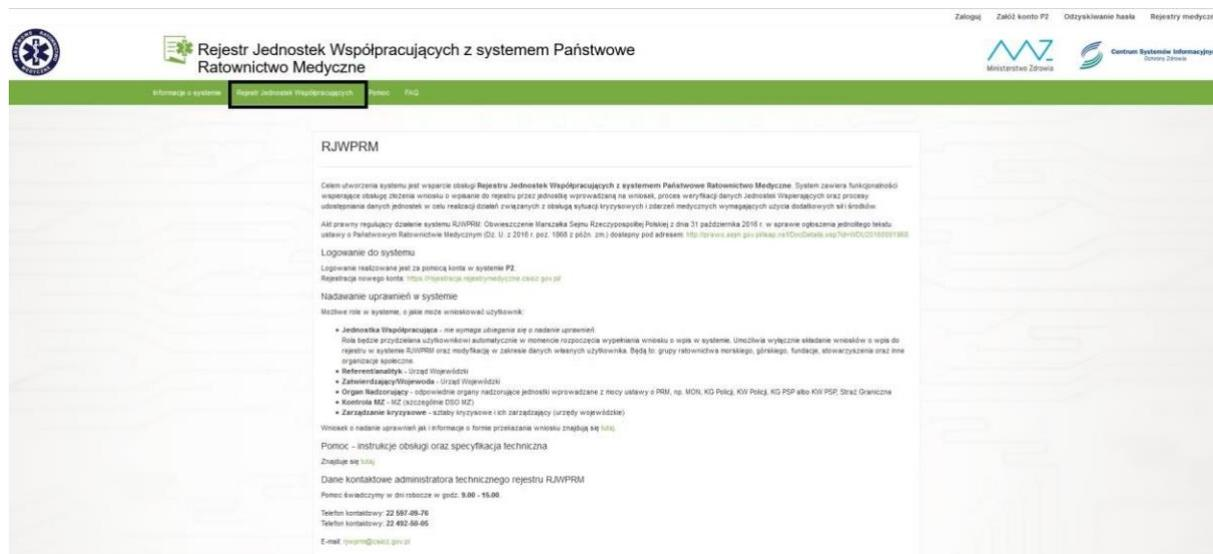 Zaloguj Załóż konto P2 Odzyskiwanie hasła Rejestry medyczn
Rejestr Jednostek Współpracujących z systemem Państwowe
Ratownictwo Medyczne
Ministerstwo Zdrowia
Centrum Systemów Informacyjny
Ochrony Zdrowia
Informacje o systemie Rejestr Jednostek Współpracujących Pomoc FAQ
RJWPRM
Celem utworzenia systemu jest wsparcie obsługi Rejestru Jednostek Współpracujących z systemem Państwowe Ratownictwo Medyczne. System zawiera funkcjonalności
wspierające obsługę złożenia wniosku o wpisanie do rejestru przez jednostkę wprowadzaną na wniosek, proces weryfikacji danych Jednostek Wspierających oraz procesy
udostępniania danych jednostek w celu realizacji działań związanych z obsługą sytuacji kryzysowych i zdarzeń medycznych wymagających użycia dodatkowych sił i środków.
Akt prawny regulujący działanie systemu RJWPRM: Obwieszczenie Marszałka Sejmu Rzeczypospolitej Polskiej z dnia 31 października 2016 r. w sprawie ogłoszenia jednolitego tekstu
ustawy o Państwowym Ratownictwie Medycznym (Dz. U. z 2016 r. poz. 1868 z późn. zm.) dostępny pod adresem:
Logowanie do systemu
Logowanie realizowane jest za pomocą konta w systemie P2.
Rejestracja nowego konta: https://rejestracja.rejestrymedyczne.csioz.gov.pl/
Nadawanie uprawnień w systemie
Możliwe role w systemie, o jakie może wnioskować użytkownik:
• Jednostka Współpracująca - nie wymaga ubiegania się o nadanie uprawnień
Rola będzie przydzielana użytkownikowi automatycznie w momencie rozpoczęcia wypełniania wniosku o wpis w systemie. Umożliwia wyłącznie składanie wniosków o wpis do
rejestru w systemie RJWPRM oraz modyfikację w zakresie danych własnych użytkownika. Będą to: grupy ratownictwa morskiego, górskiego, fundacje, stowarzyszenia oraz inne
organizacje społeczne.
• Referent/analityk - Urząd Wojewódzki
• Zatwierdzający/Wojewoda - Urząd Wojewódzki
• Organ Nadzorujący - odpowiednie organy nadzorujące jednostki wprowadzane z mocy ustawy o PRM, np. MON, KG Policji, KW Policji, KG PSP albo KW PSP, Straż Graniczna
• Kontrola MZ - MZ (szczególnie DSO MZ)
• Zarządzanie kryzysowe - sztaby kryzysowe i ich zarządzający (urzędy wojewódzkie)
Wniosek o nadanie uprawnień jak i informacje o formie przekazania wniosku znajdują się tutaj.
Pomoc - instrukcje obsługi oraz specyfikacja techniczna
Znajduje się tutaj
Dane kontaktowe administratora technicznego rejestru RJWPRM
Pomoc świadczymy w dni robocze w godz. 9.00 - 15.00.
Telefon kontaktowy: 22 597-09-76
Telefon kontaktowy: 22 492-50-05
E-mail: rjwprm@csioz.gov.pl